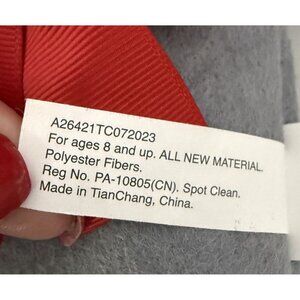 A26421TC072023
For ages 8 and up. ALL NEW MATERIAL.
Polyester Fibers.
Reg No. PA-10805(CN). Spot Clean.
Made in TianChang, China.